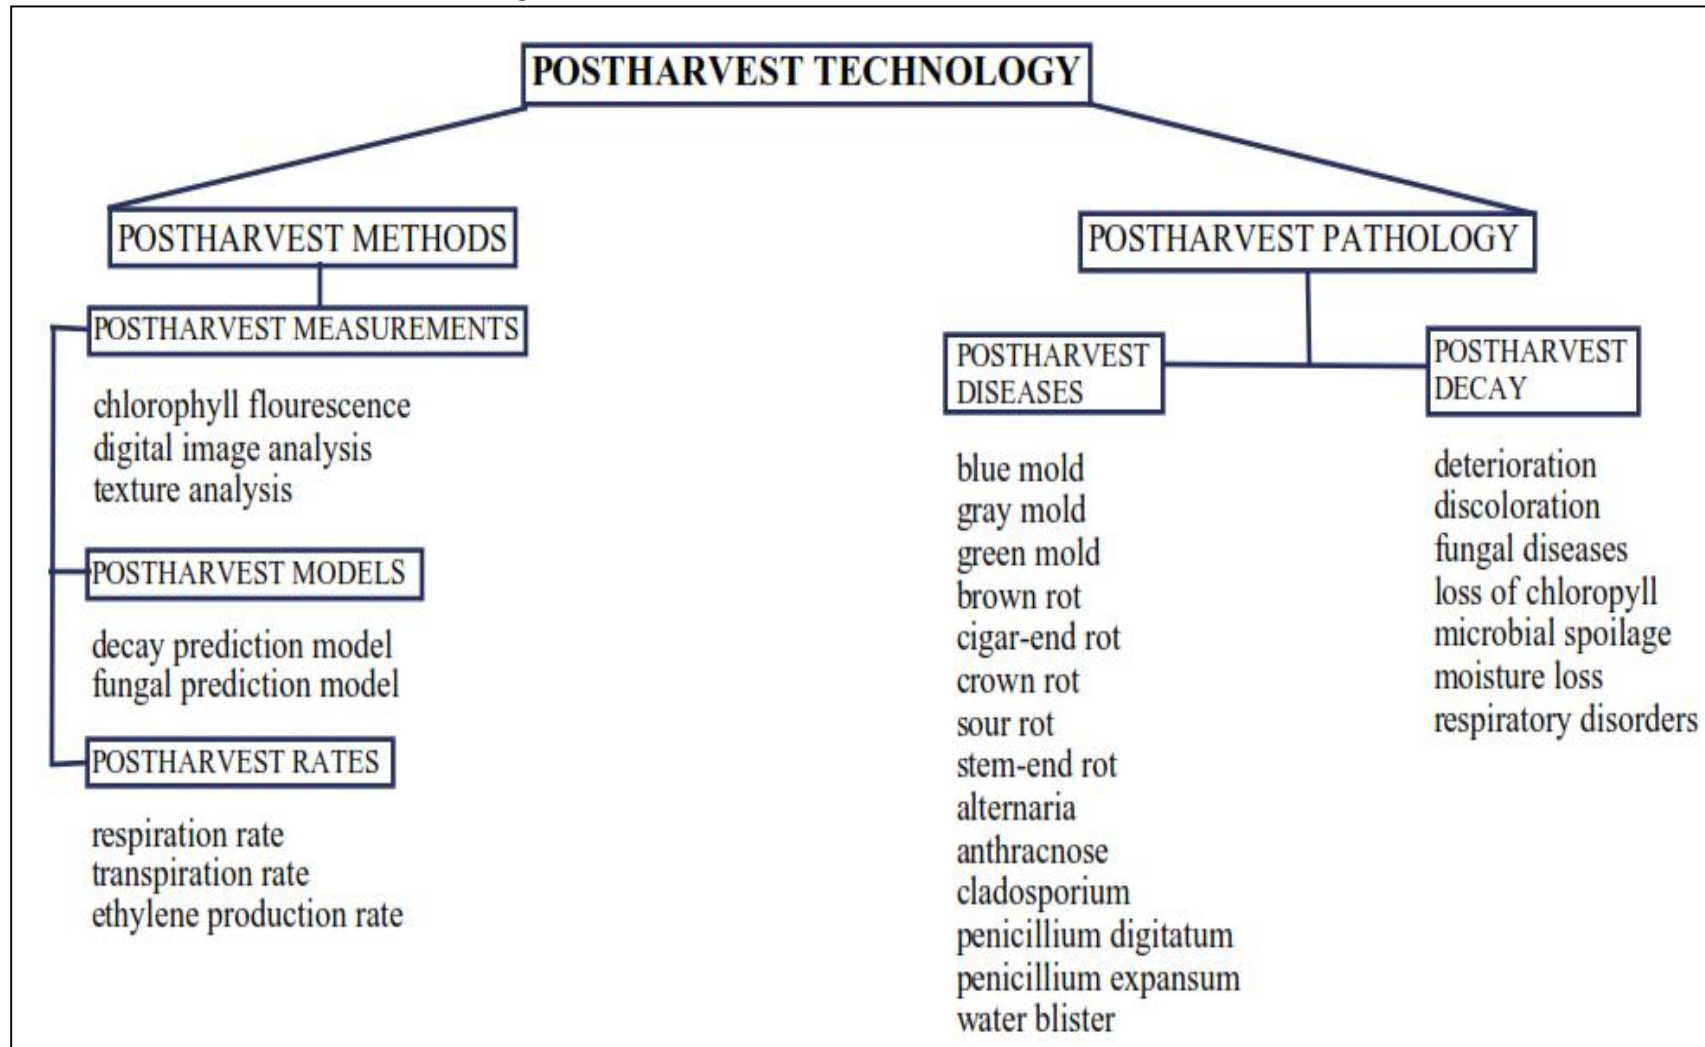 POSTHARVEST TECHNOLOGY
POSTHARVEST METHODS
POSTHARVEST MEASUREMENTS
chlorophyll flourescence
digital image analysis
texture analysis
POSTHARVEST MODELS
decay prediction model
fungal prediction model
POSTHARVEST RATES
respiration rate
transpiration rate
ethylene production rate
POSTHARVEST PATHOLOGY
POSTHARVEST
DISEASES
blue mold
gray mold
green mold
brown rot
cigar-end rot
crown rot
sour rot
stem-end rot
alternaria
anthracnose
cladosporium
penicillium digitatum
penicillium expansum
water blister
POSTHARVEST
DECAY
deterioration
discoloration
fungal diseases
loss of chloropyll
microbial spoilage
moisture loss
respiratory disorders